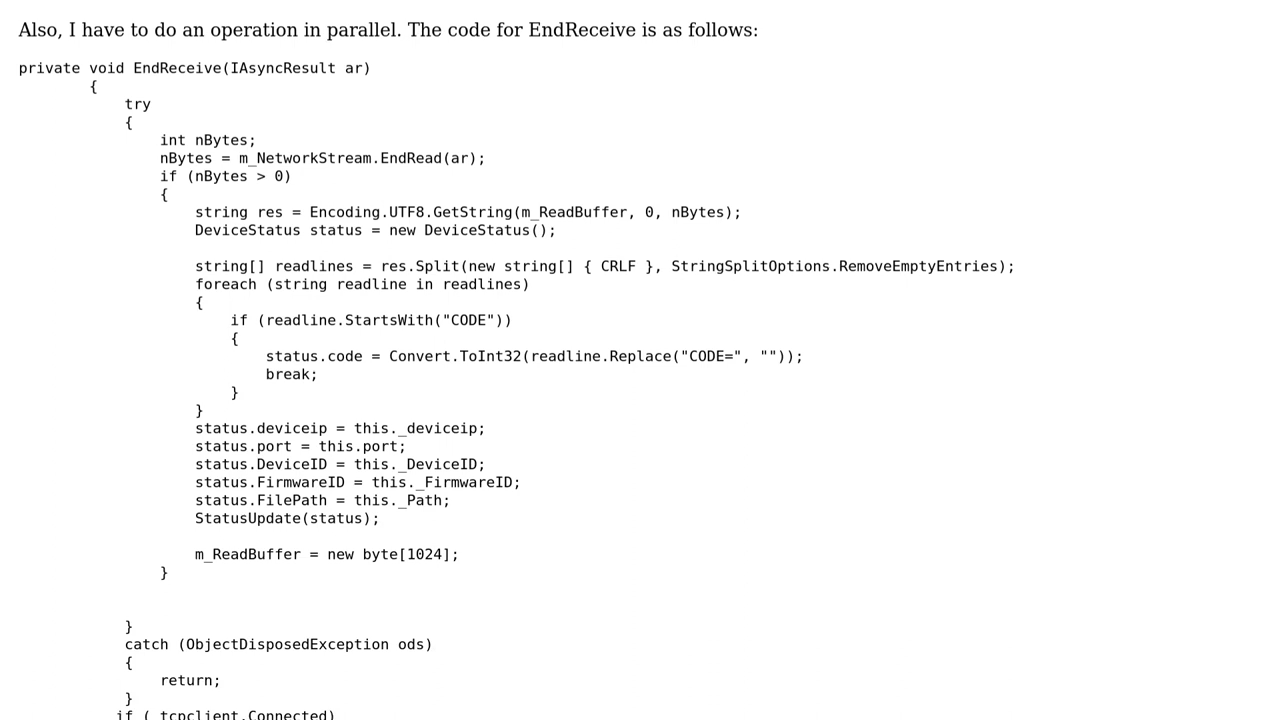 Also, I have to do an operation in parallel. The code for EndReceive is as follows:
private void EndReceive(IAsyncResult ar)
{
try
{
int nBytes;
nBytes = m_NetworkStream.EndRead(ar);
if (nBytes > 0)
{
string res = Encoding.UTF8.GetString(m_ReadBuffer, 0, nBytes);
DeviceStatus status = new DeviceStatus();
string[] readlines = res.Split(new string[] { CRLF }, StringSplitOptions.RemoveEmptyEntries);
foreach (string readline in readlines)
{
if (readline.StartsWith("CODE"))
{
status.code = Convert.ToInt32(readline.Replace("CODE=", ""));
break;
}
}
status.deviceip = this._deviceip;
status.port = this.port;
status.DeviceID = this._DeviceID;
status.FirmwareID = this._FirmwareID;
status.FilePath = this._Path;
StatusUpdate(status);
m_ReadBuffer = new byte[1024];
}
}
catch (ObjectDisposedException ods)
{
return;
}
if (_tcpclient.Connected)